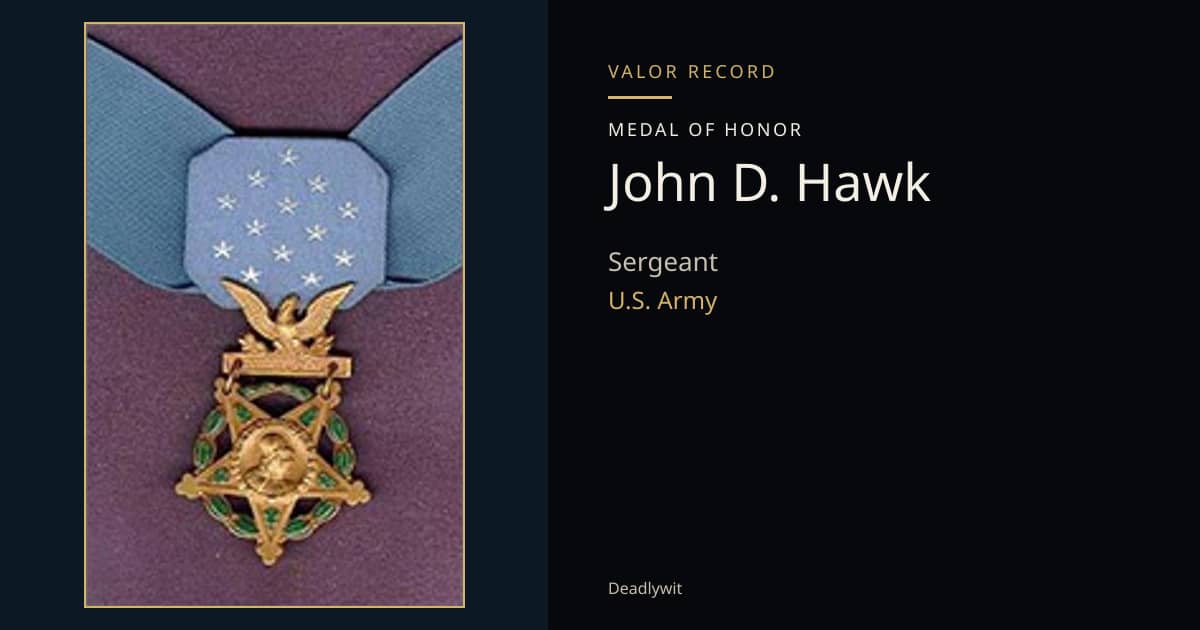 VALOR RECORD
MEDAL OF HONOR
John D. Hawk
Sergeant
U.S. Army
Deadlywit